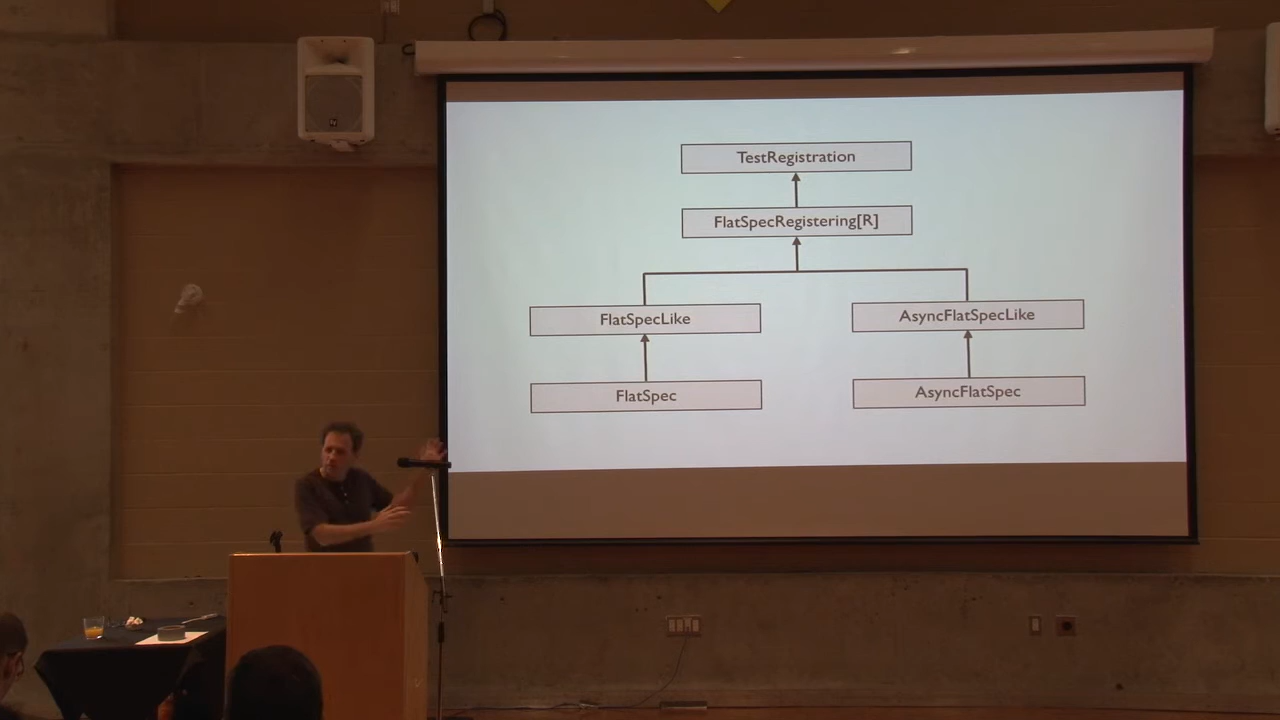 TestRegistration
FlatSpecRegistering[R]
FlatSpecLike
AsyncFlatSpecLike
FlatSpec
AsyncFlatSpec